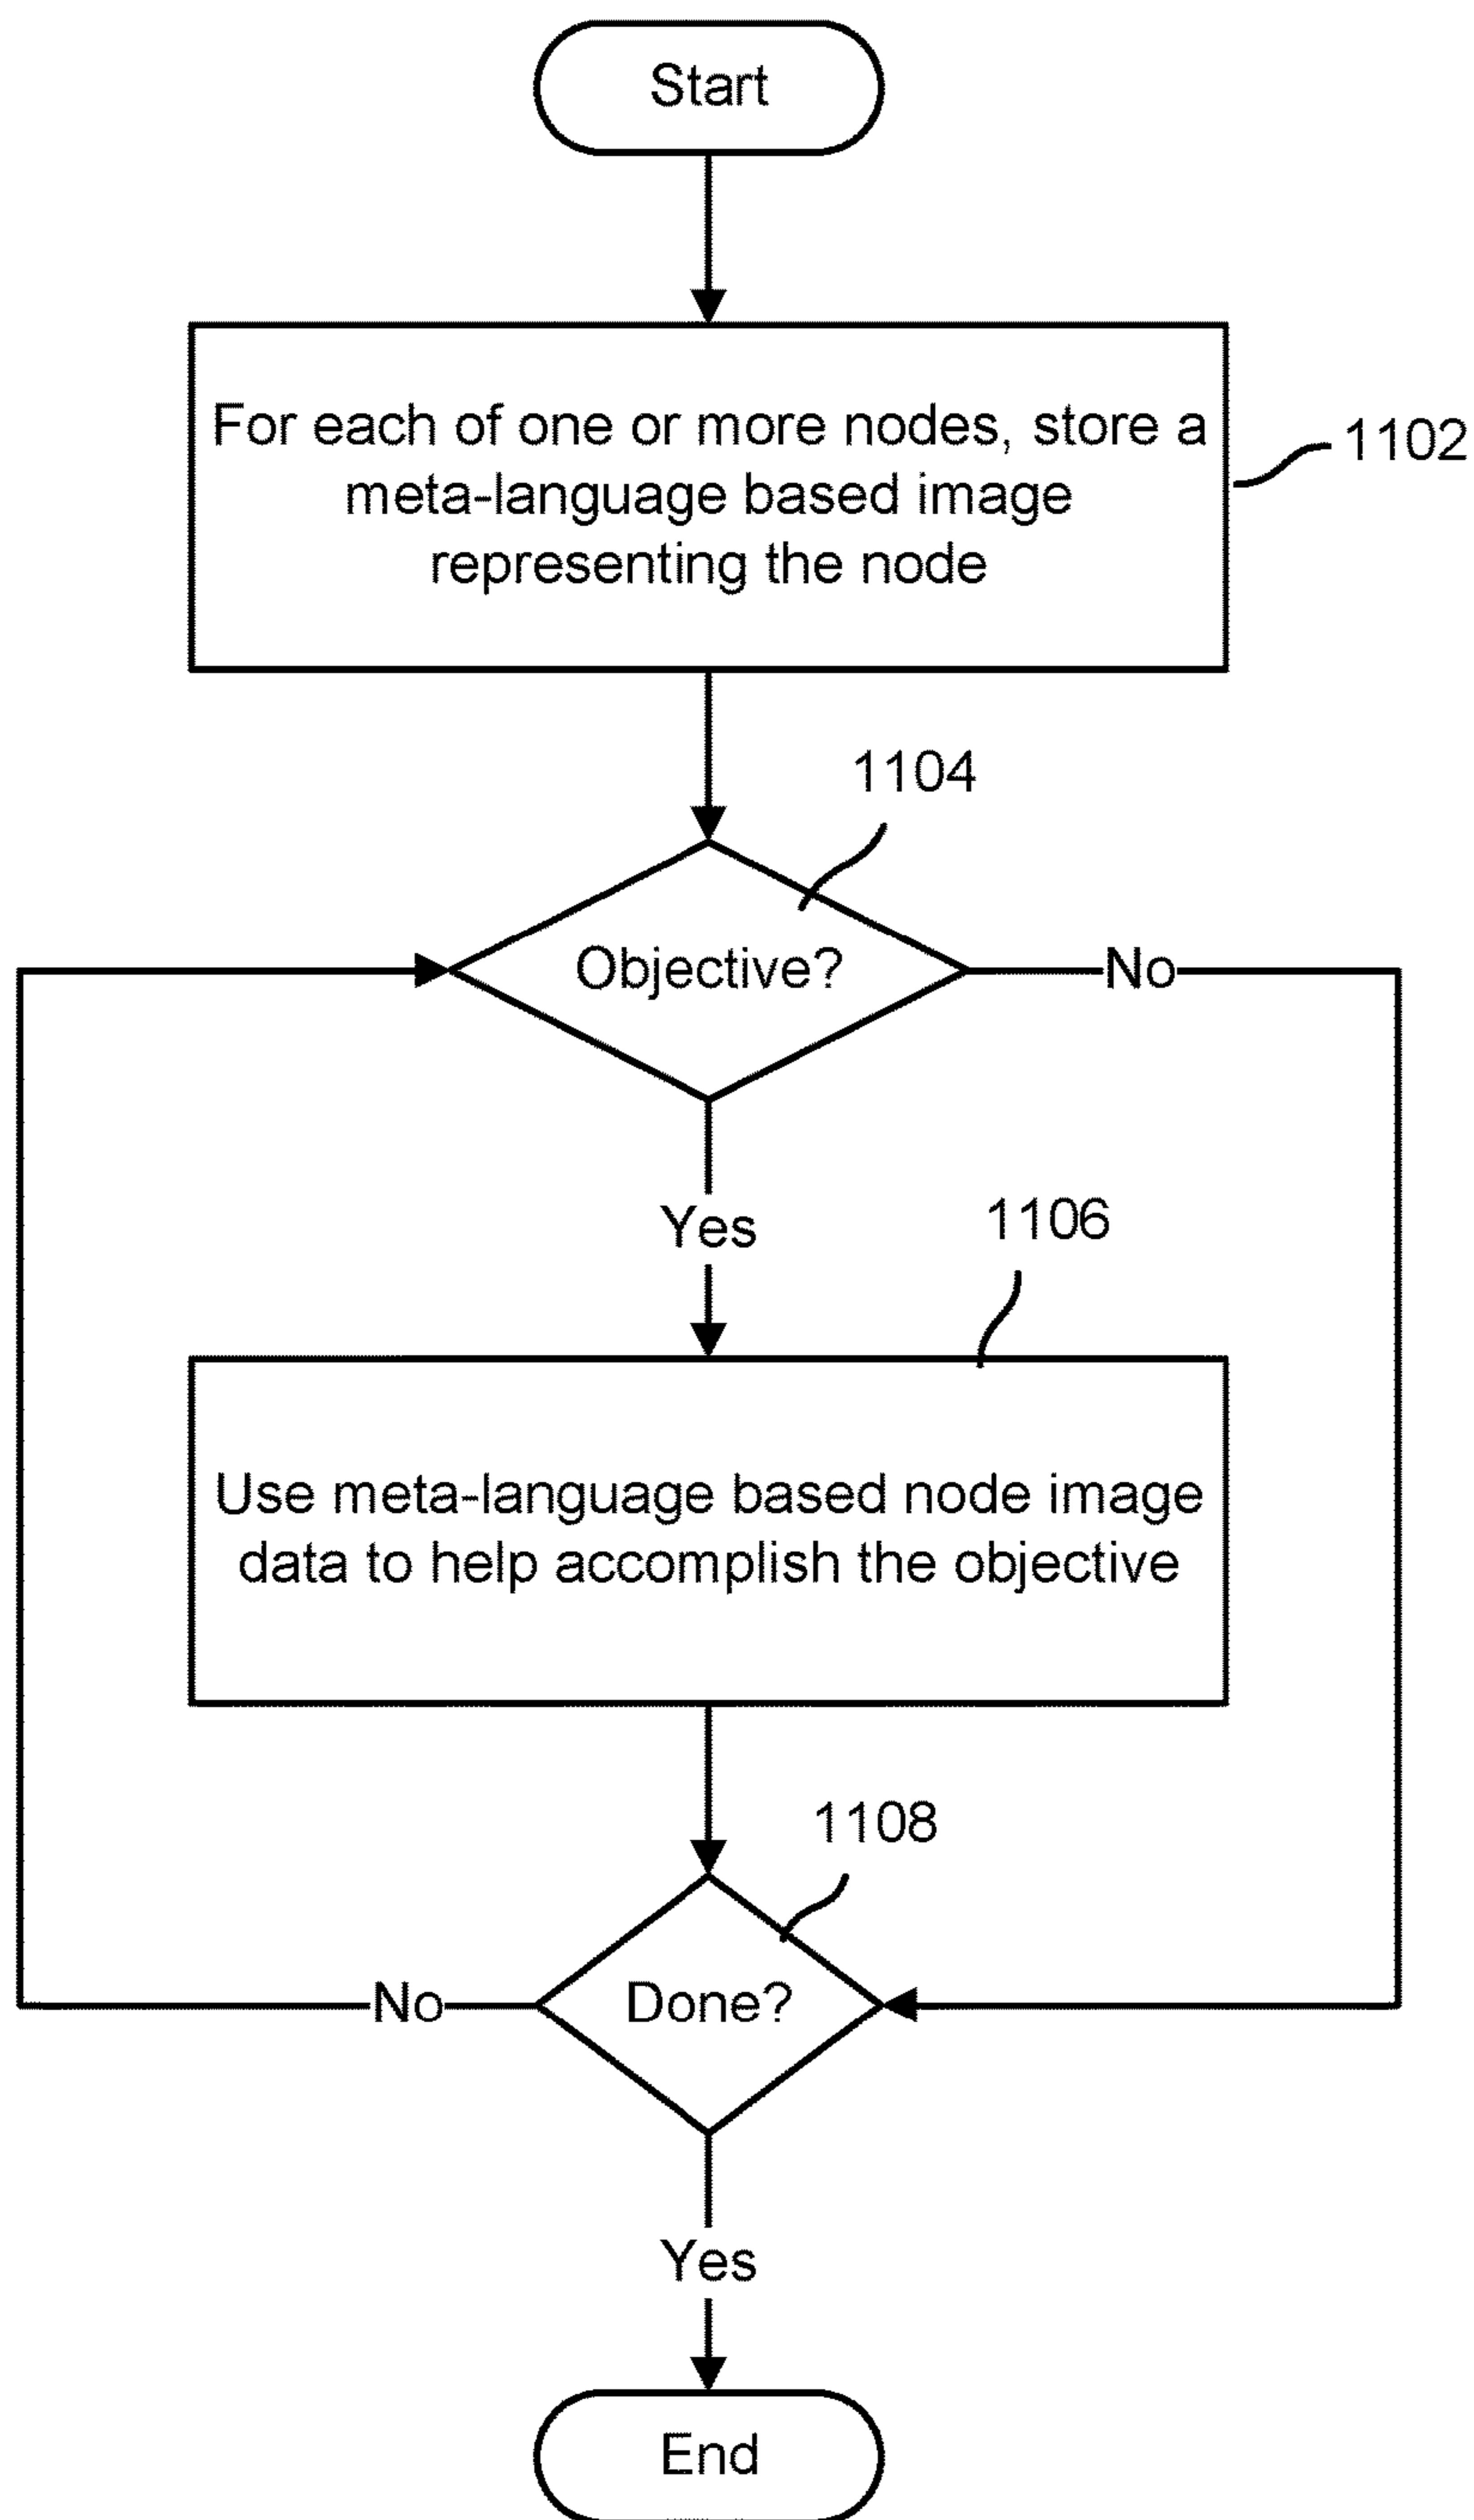 Start
For each of one or more nodes, store a
meta-language based image
representing the node
1102
1104
Objective?
No
Yes
1106
Use meta-language based node image
data to help accomplish the objective
1108
No
Done?
Yes
End